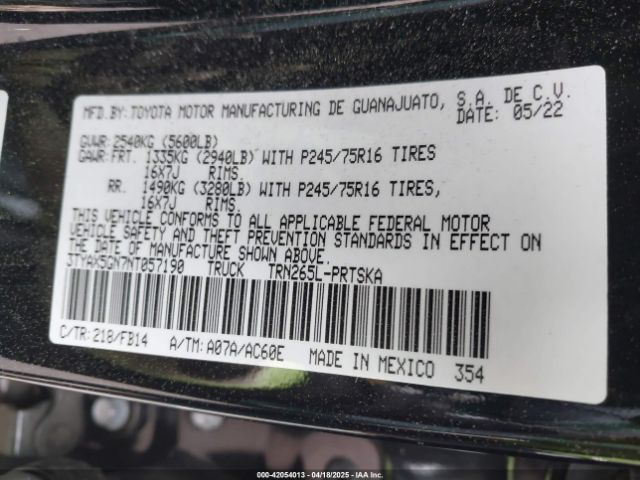 MFD.BY:TOYOTA MOTOR MANUFACTURING DE GUANAJUATO, S.A. DE C.V.
DATE: 05/22
GVWR:2540KG (5600LB)
GAWR:FRT. 1335KG (2940LB) WITH P245/75R16 TIRES
16X7J RIMS,
RR. 1490KG (3280LB) WITH P245/75R16 TIRES,
16X7J RIMS.
THIS VEHICLE CONFORMS TO ALL APPLICABLE FEDERAL MOTOR
VEHICLE SAFETY AND THEFT PREVENTION STANDARDS IN EFFECT ON
THE DATE OF MANUFACTURE SHOWN ABOVE.
3TYAX5GN7NT057190 TRUCK TRN265L-PRTSKA
C/TR:218/FB14 A/TM:A07A/AC60E MADE IN MEXICO 354
000-42054013 - 04/18/2025 - IAAI, Inc.